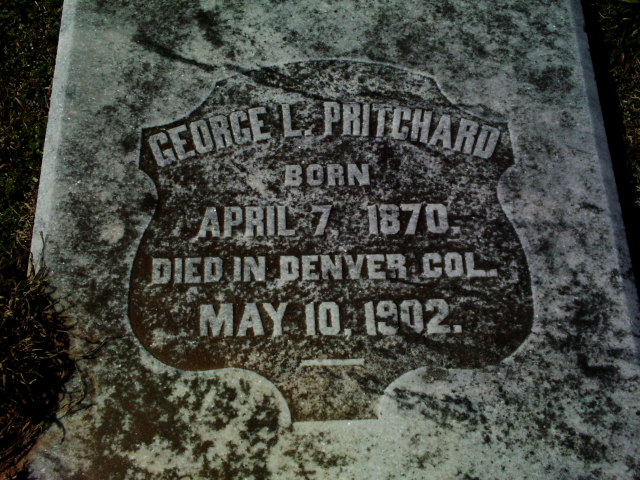 GEORGE L. PRITCHARD
BORN
APRIL 7, 1870.
DIED IN DENVER COL.
MAY 10, 1902.